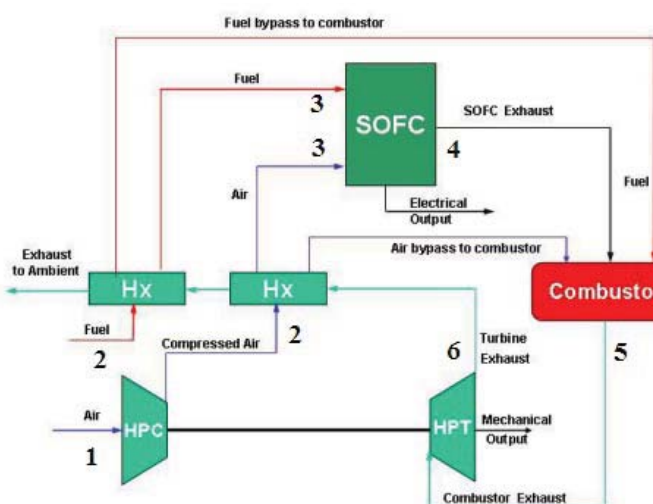 Fuel bypass to combustor
Fuel
3
SOFC
SOFC Exhaust
3
4
Air
Electrical
Output
Fuel
Air bypass to combustor
Exhaust
to Ambient
Hx
Hx
Combusto
Fuel
2
Compressed Air
2
6
Turbine
Exhaust
5
Air
1
HPC
HPT
Mechanical
Output
Combustor Exhaust